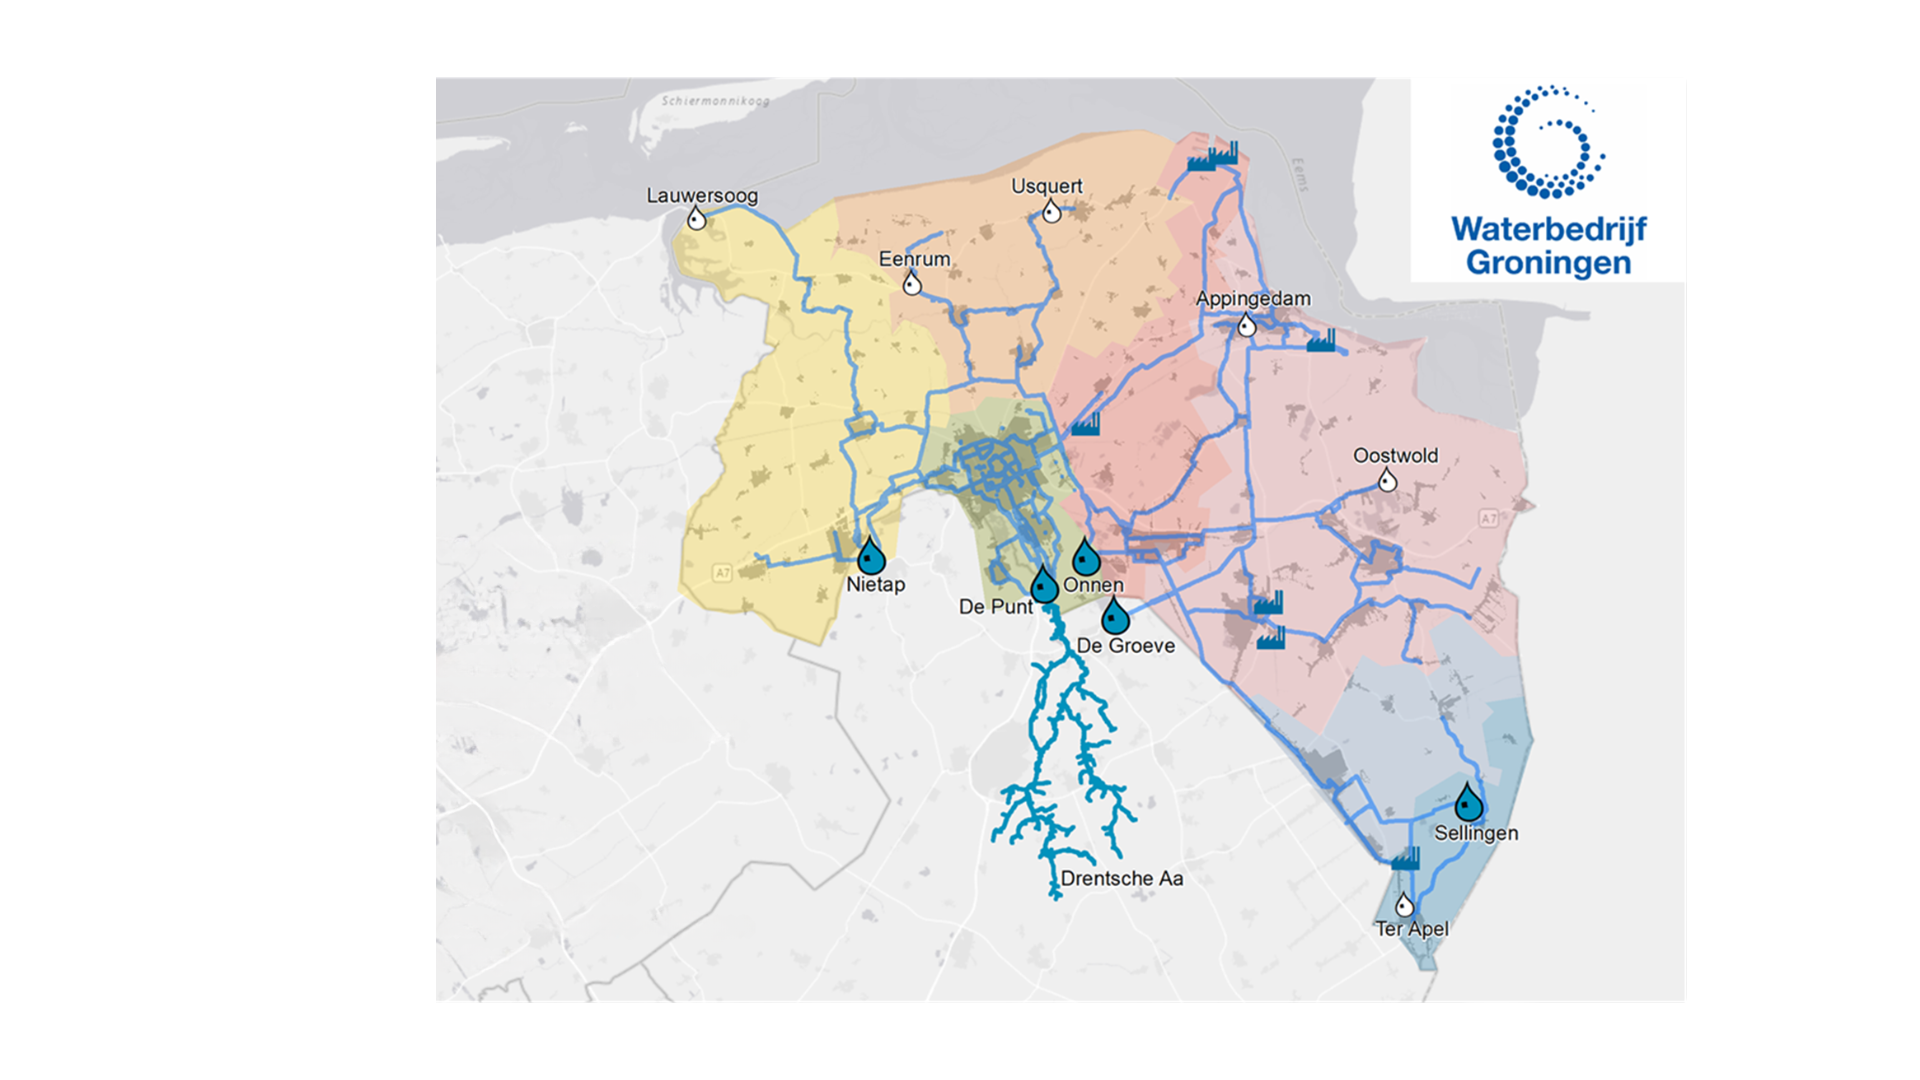 Schiermonnikoog
Waterbedrijf
Groningen
Eems
Lauwersoog
Usquert
Eenrum
Appingedam
Oostwold
A7
A7
Nietap
Onnen
De Punt
De Groeve
Sellingen
Drentsche Aa
Ter Apel